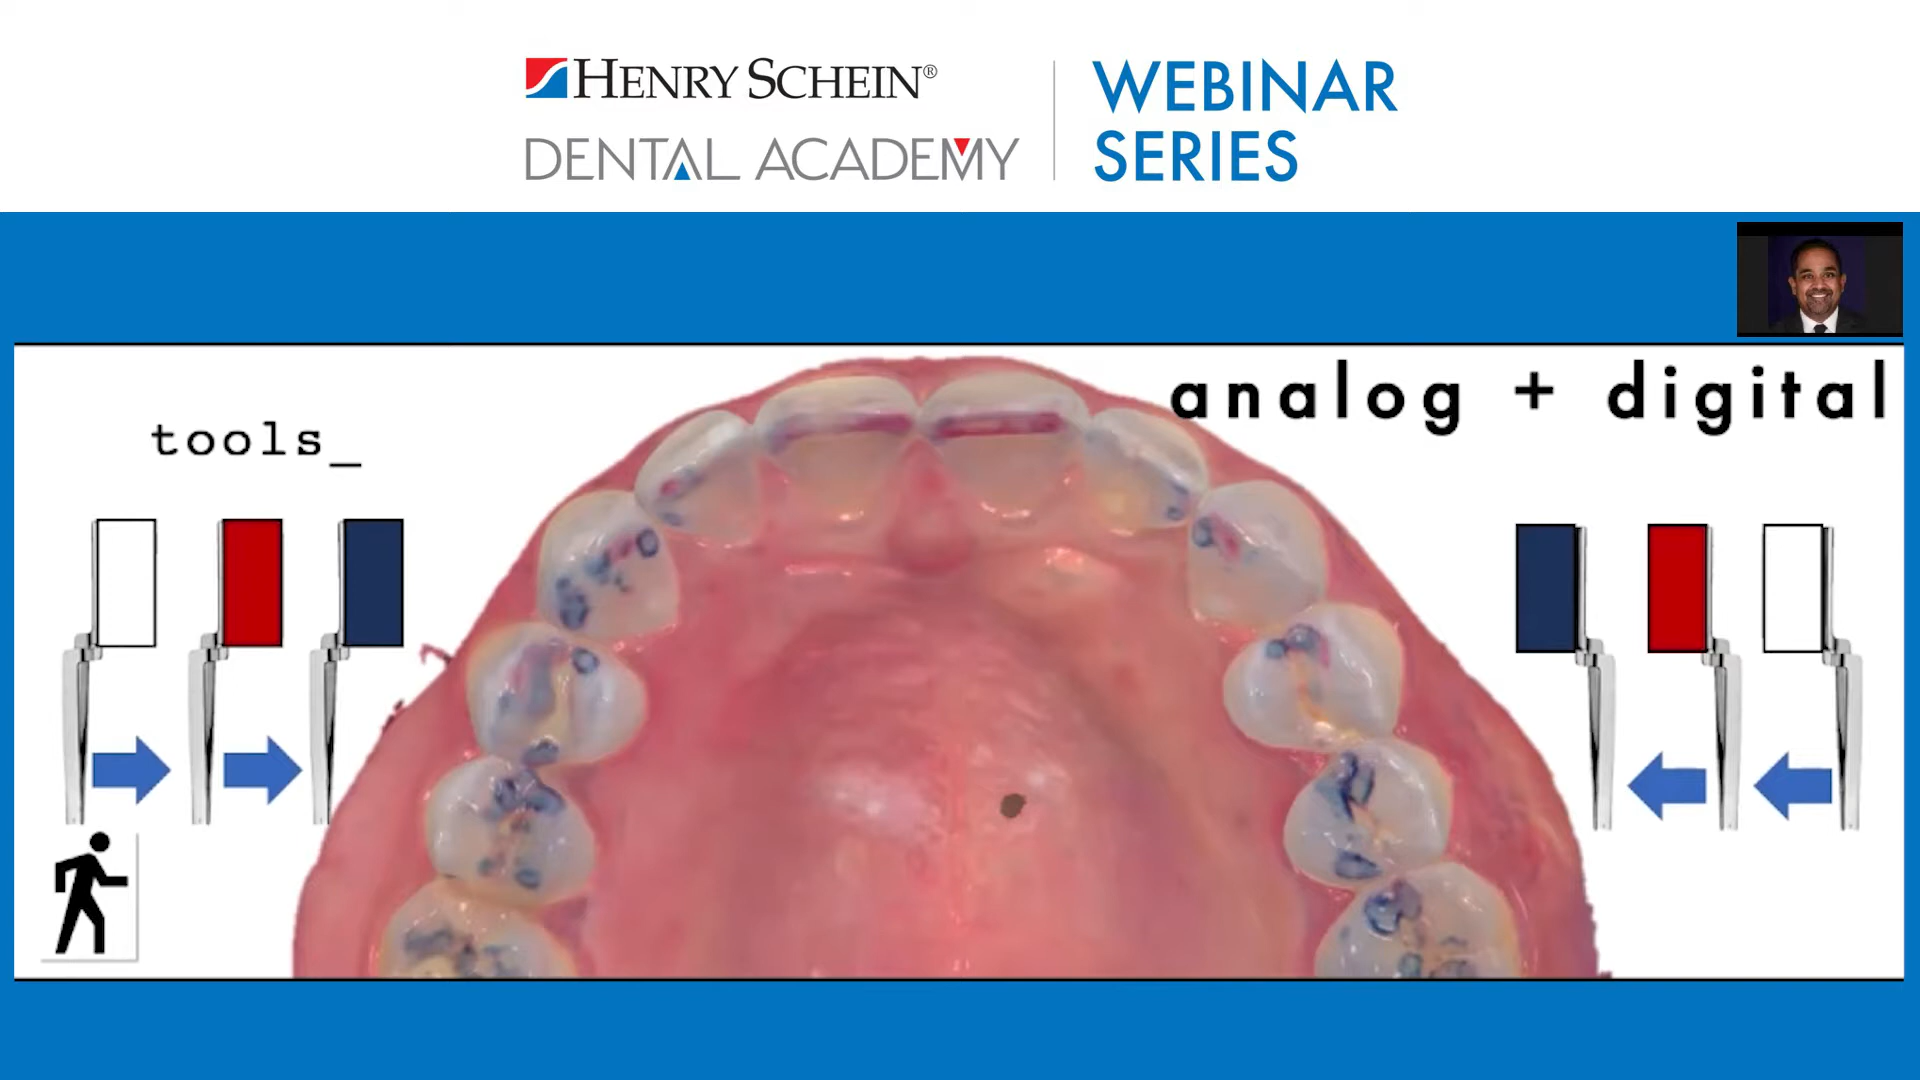 HENRY SCHEIN®
DENTAL ACADEMY
WEBINAR
SERIES
analog + digital
tools_